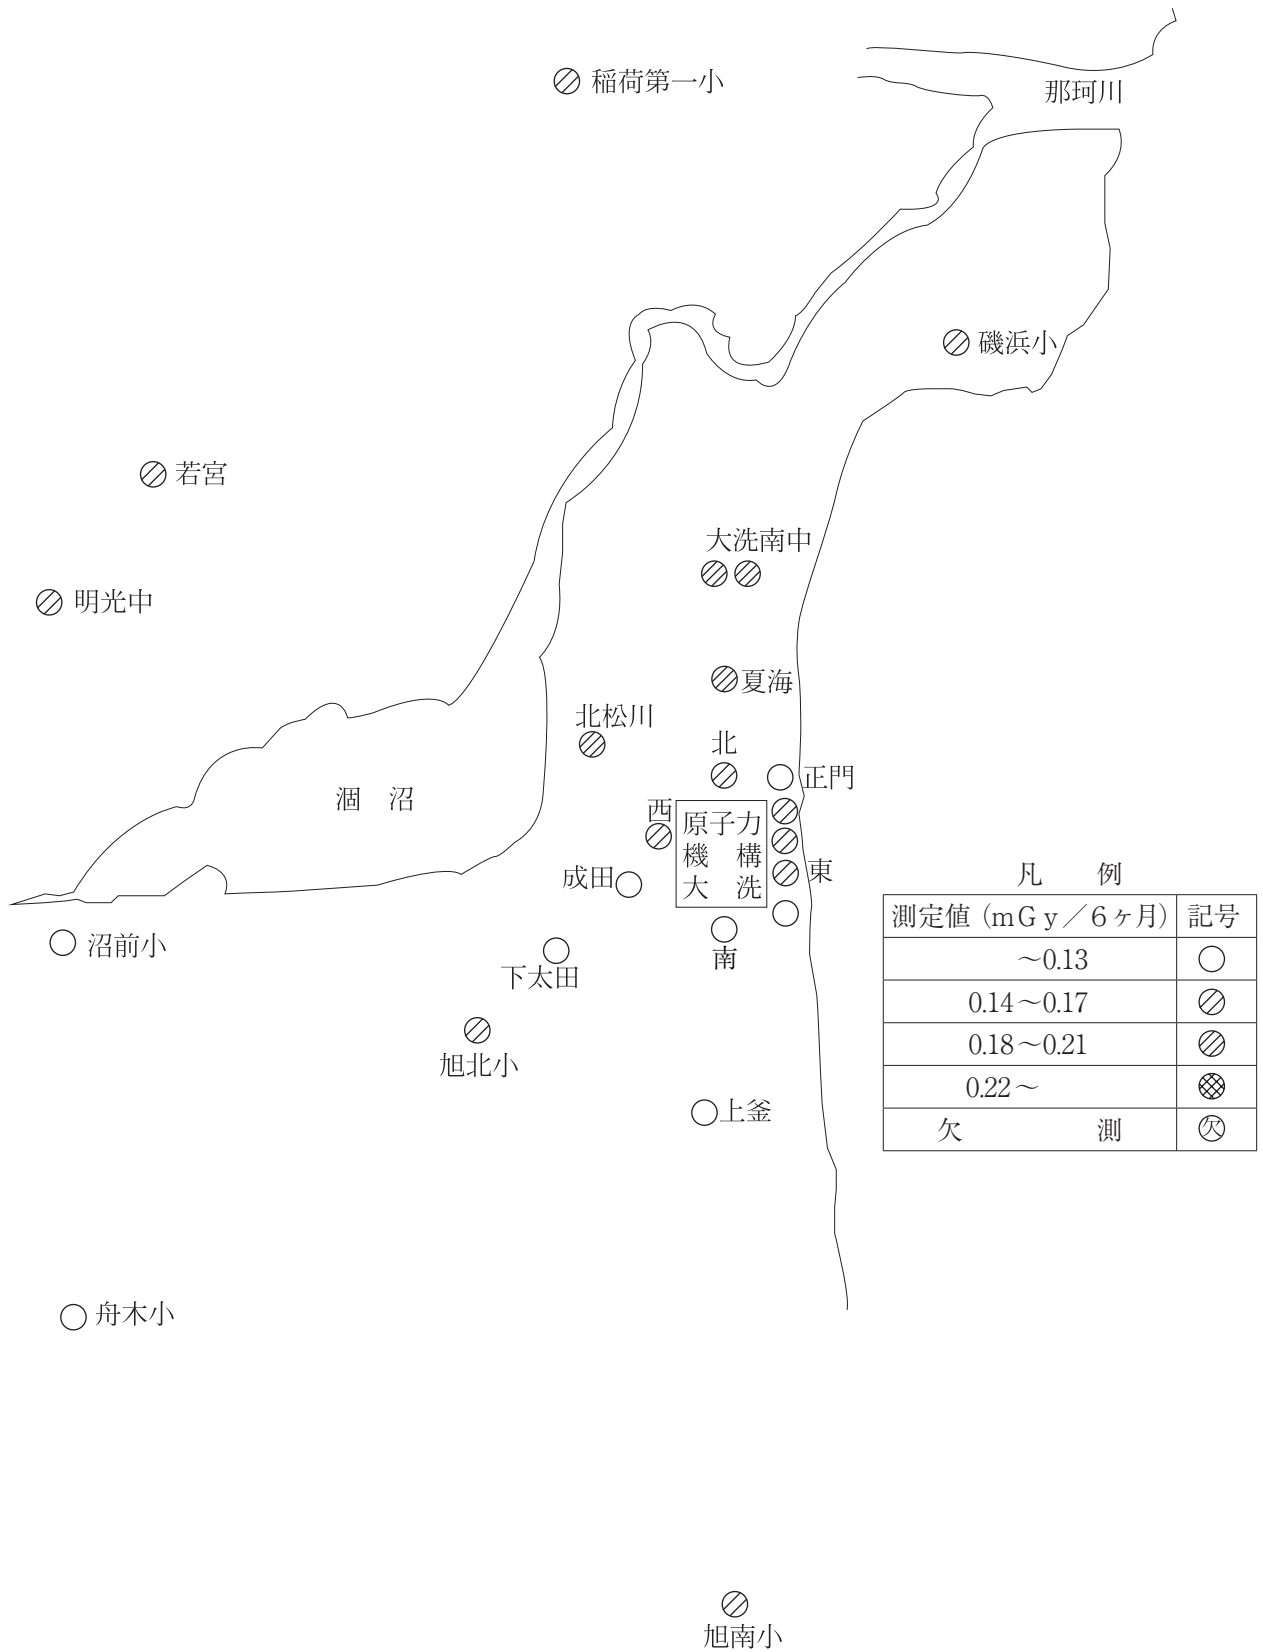 稲荷第一小
那珂川
磯浜小
若宮
大洗南中
明光中
夏海
北松川
北
正門
涸 沼
西
原子力
機 構
大 洗
成田
東
沼前小
南
下太田
旭北小
上釜
舟木小
旭南小
凡 例
測定値(mGy/6ヶ月) 記号
~0.13
0.14~0.17
0.18~0.21
0.22~
欠 測 欠